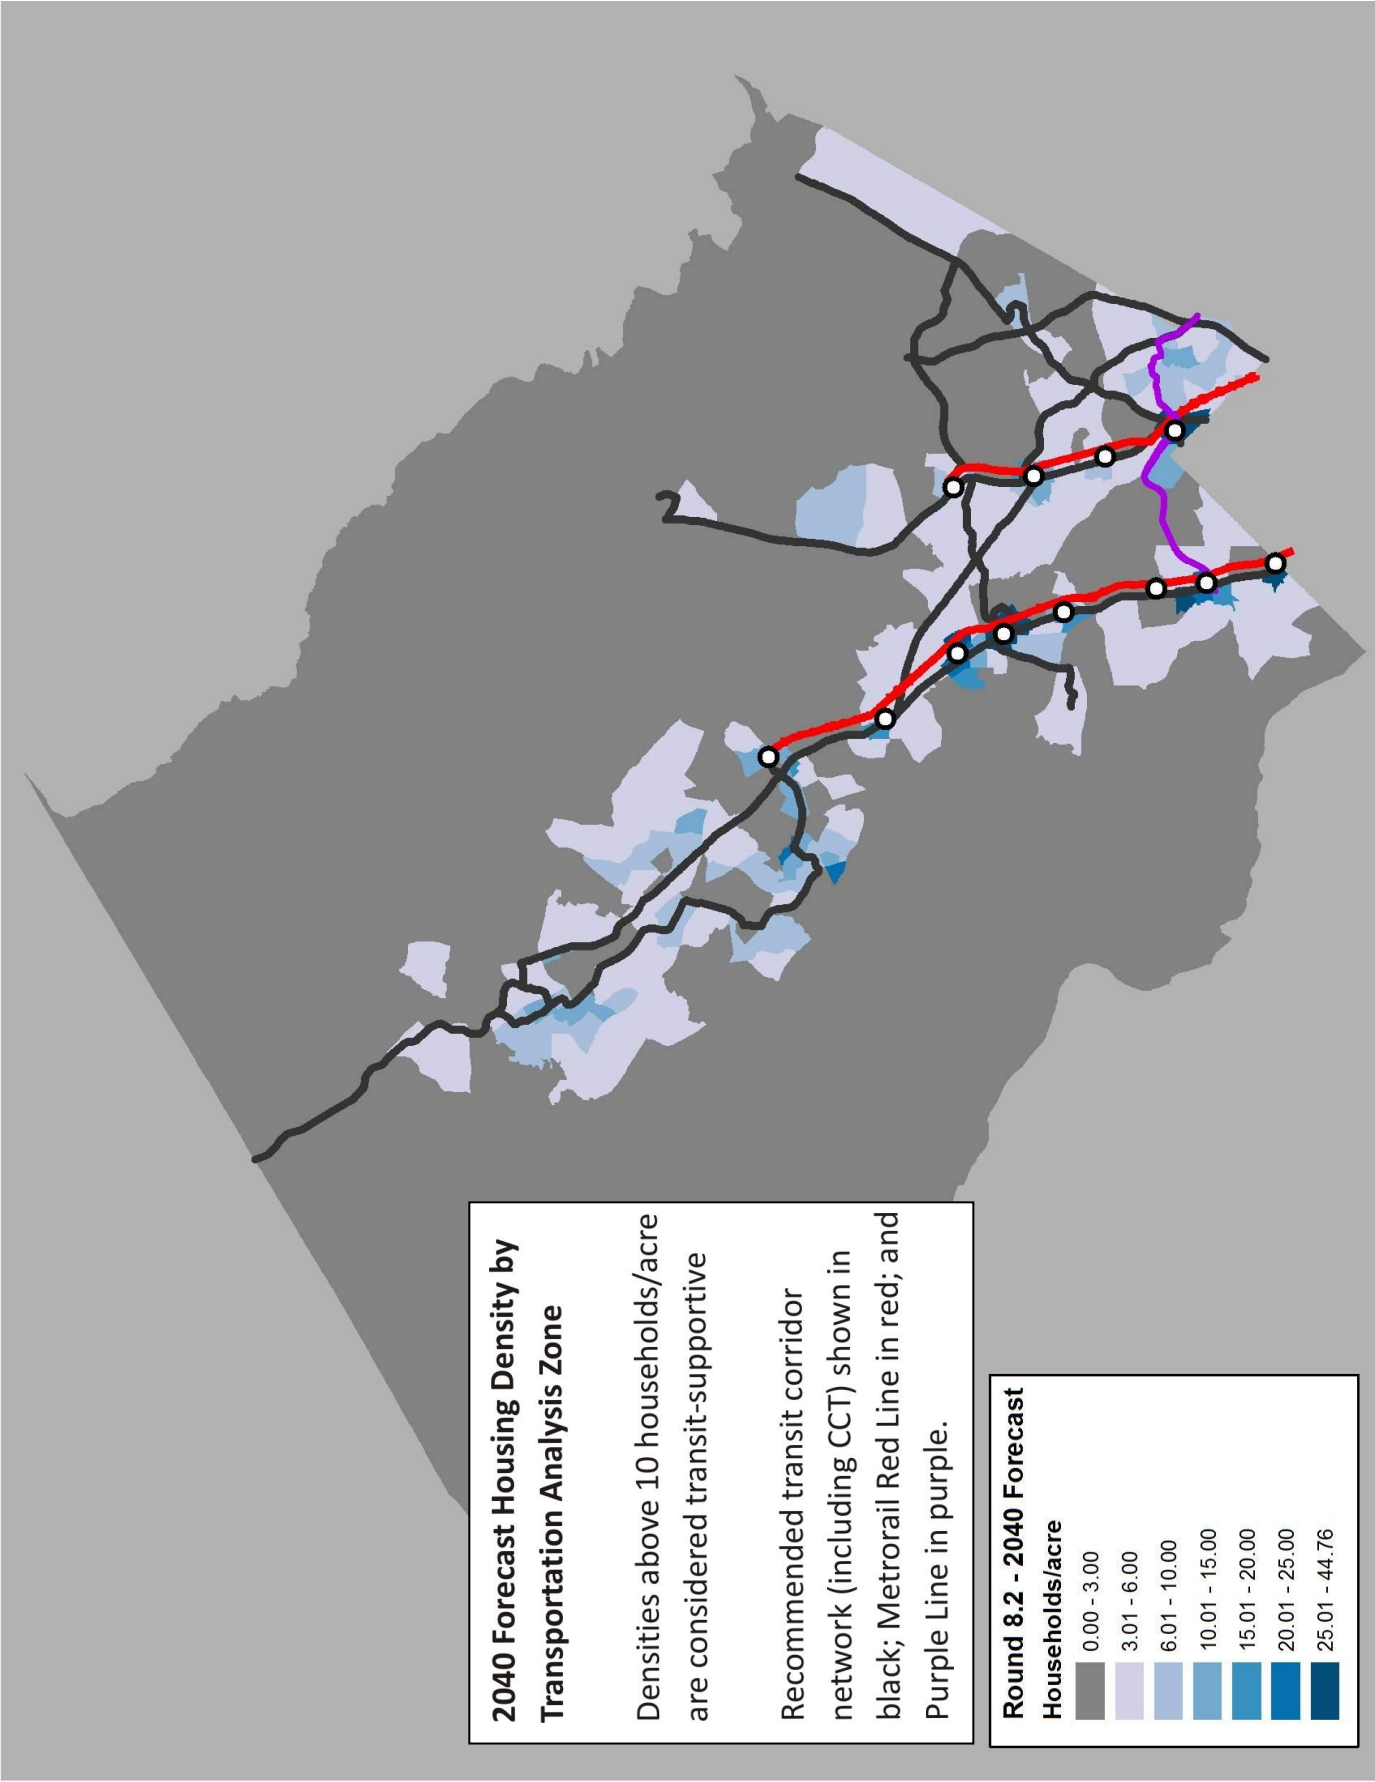 2040 Forecast Housing Density by
Transportation Analysis Zone
Densities above 10 households/acre
are considered transit-supportive
Recommended transit corridor
network (including CCT) shown in
black; Metrorail Red Line in red; and
Purple Line in purple.
Round 8.2 - 2040 Forecast
Households/acre
0.00 - 3.00
3.01 - 6.00
6.01 - 10.00
10.01 - 15.00
15.01 - 20.00
20.01 - 25.00
25.01 - 44.76